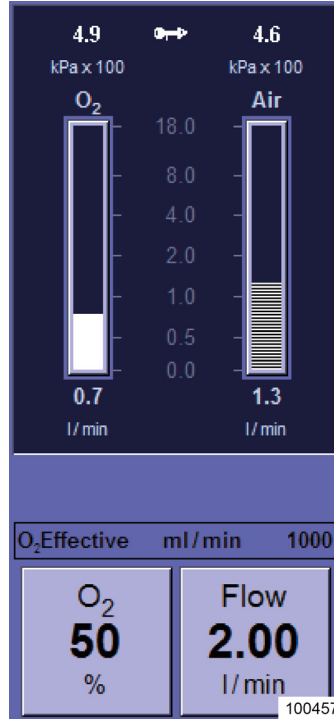 4.9 4.6
kPa x 100 kPa x 100
O₂ Air
18.0
8.0
4.0
2.0
1.0
0.5
0.0
0.7 1.3
l/min l/min
O₂Effective ml/min 1000
O₂ Flow
50 2.00
% l/min
100457